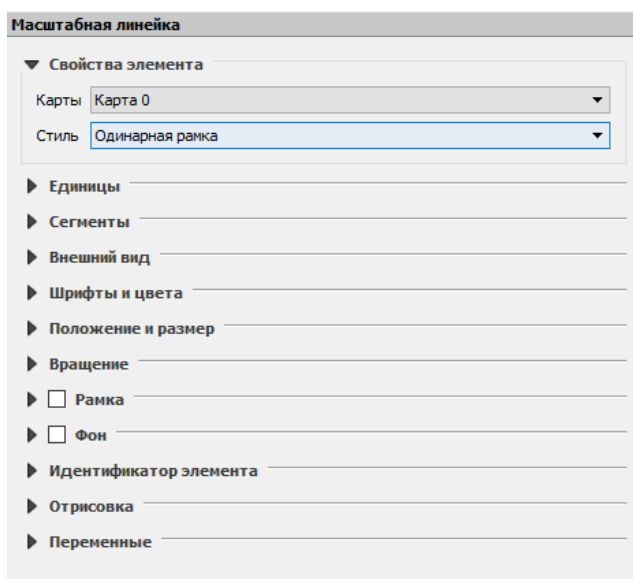 Масштабная линейка
Свойства элемента
Карты Карта 0
Стиль Одинарная рамка
Единицы
Сегменты
Внешний вид
Шрифты и цвета
Положение и размер
Вращение
Рамка
Фон
Идентификатор элемента
Отрисовка
Переменные